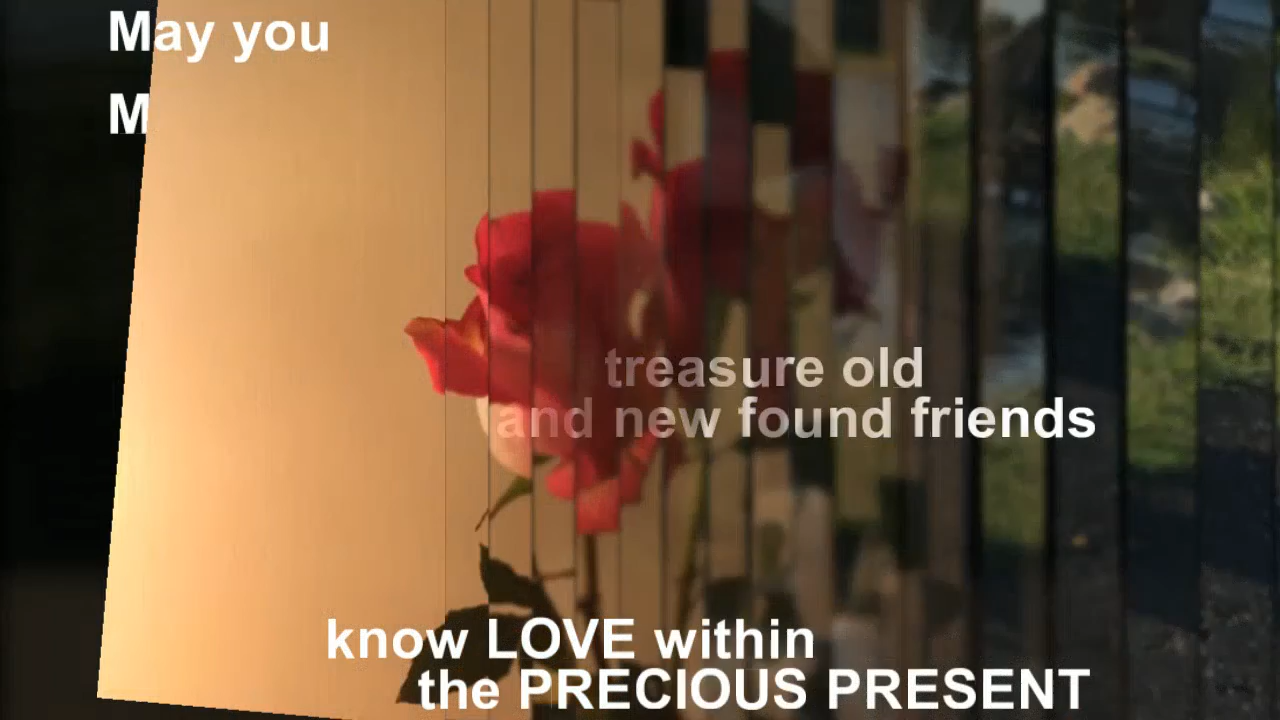 May you
M
treasure old
and new found friends
know LOVE within
the PRECIOUS PRESENT